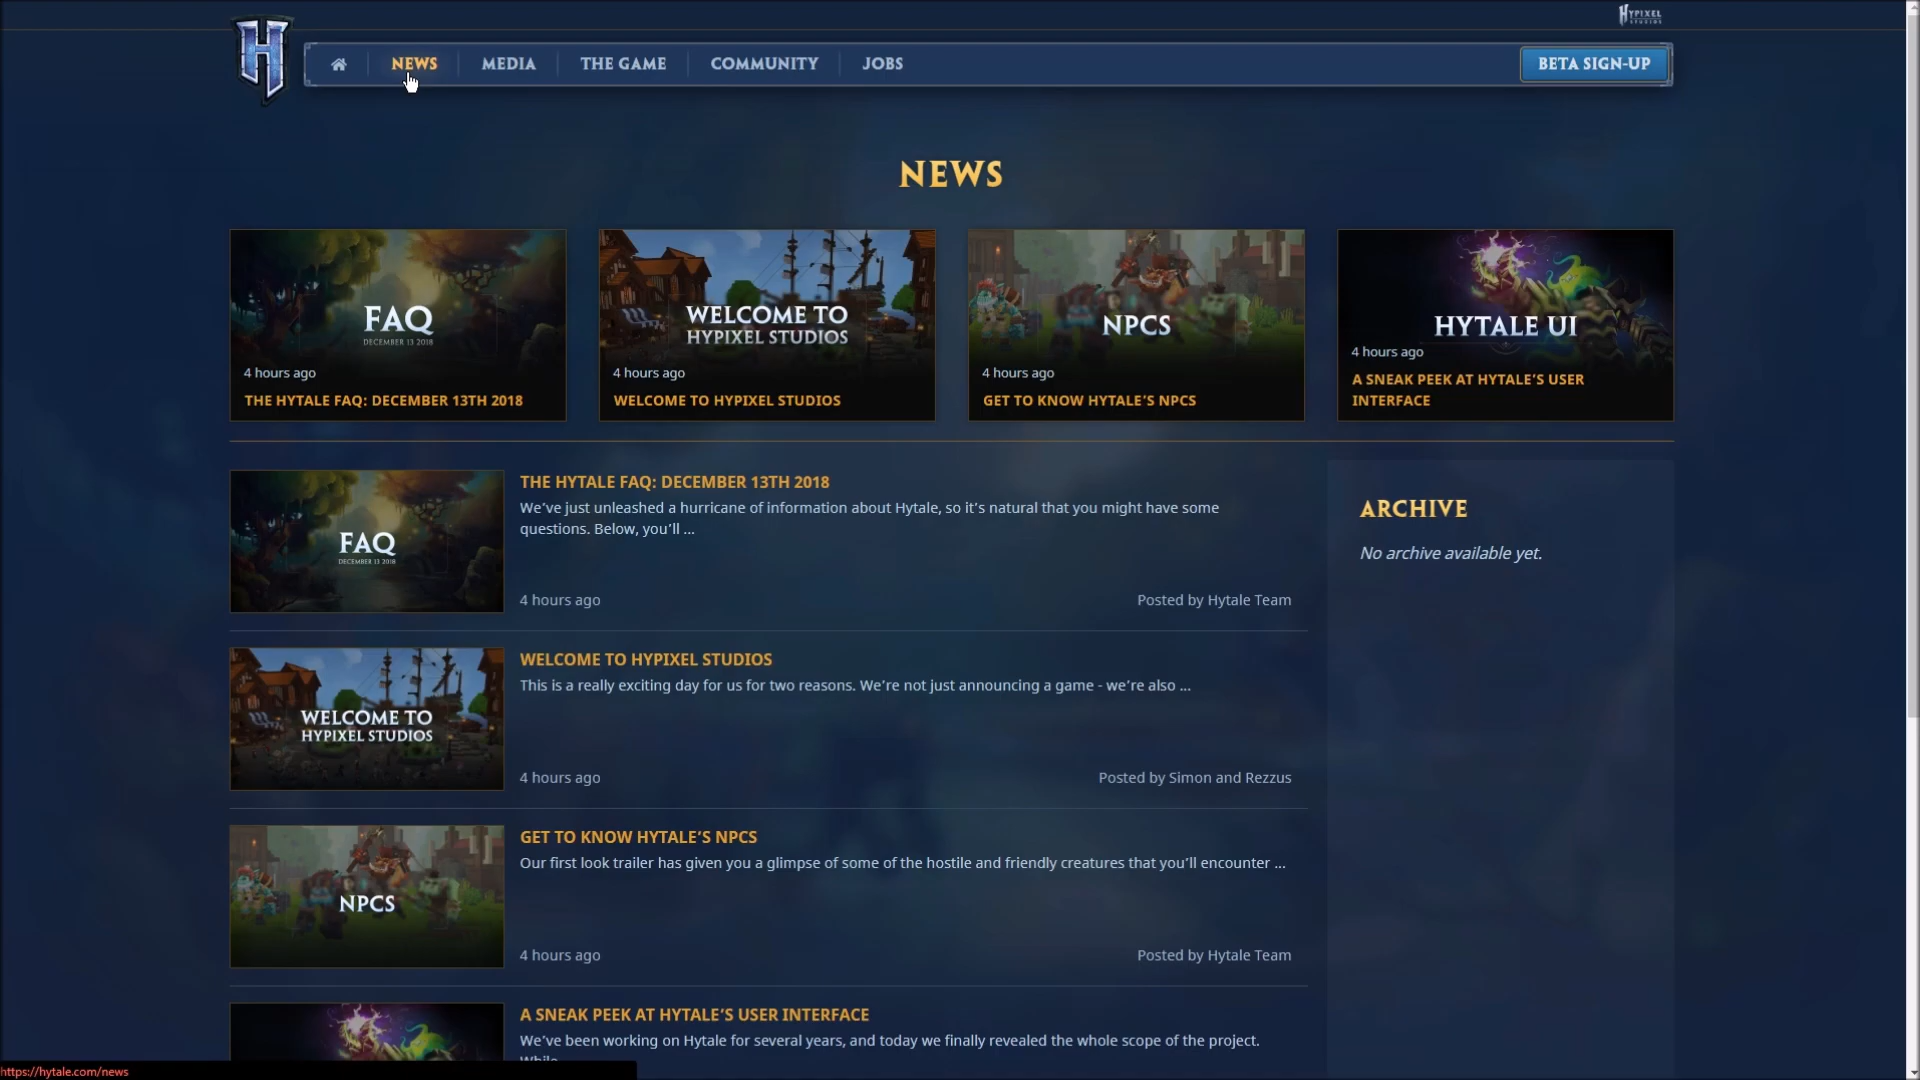 HYPIXEL
STUDIOS
H
NEWS
MEDIA
THE GAME
COMMUNITY
JOBS
BETA SIGN-UP
NEWS
FAQ
DECEMBER 13 2018
4 hours ago
THE HYTALE FAQ: DECEMBER 13TH 2018
WELCOME TO
HYPIXEL STUDIOS
4 hours ago
WELCOME TO HYPIXEL STUDIOS
NPCS
4 hours ago
GET TO KNOW HYTALE’S NPCS
HYTALE UI
4 hours ago
A SNEAK PEEK AT HYTALE’S USER
INTERFACE
FAQ
DECEMBER 13 2018
THE HYTALE FAQ: DECEMBER 13TH 2018
We’ve just unleashed a hurricane of information about Hytale, so it’s natural that you might have some
questions. Below, you’ll ...
4 hours ago
Posted by Hytale Team
WELCOME TO
HYPIXEL STUDIOS
WELCOME TO HYPIXEL STUDIOS
This is a really exciting day for us for two reasons. We’re not just announcing a game - we’re also ...
4 hours ago
Posted by Simon and Rezzus
NPCS
GET TO KNOW HYTALE’S NPCS
Our first look trailer has given you a glimpse of some of the hostile and friendly creatures that you’ll encounter ...
4 hours ago
Posted by Hytale Team
A SNEAK PEEK AT HYTALE’S USER INTERFACE
We’ve been working on Hytale for several years, and today we finally revealed the whole scope of the project.
While ...
ARCHIVE
No archive available yet.
https://hytale.com/news